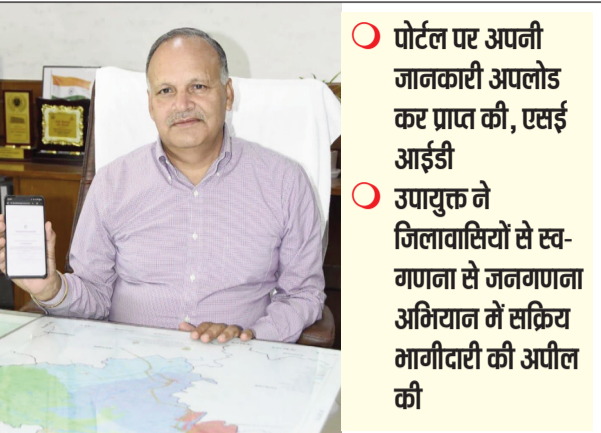 पोर्टल पर अपनी
जानकारी अपलोड
कर प्राप्त की, एसई
आईडी
उपायुक्त ने
जिलावासियों से स्व-
गणना से जनगणना
अभियान में सक्रिय
भागीदारी की अपील
की